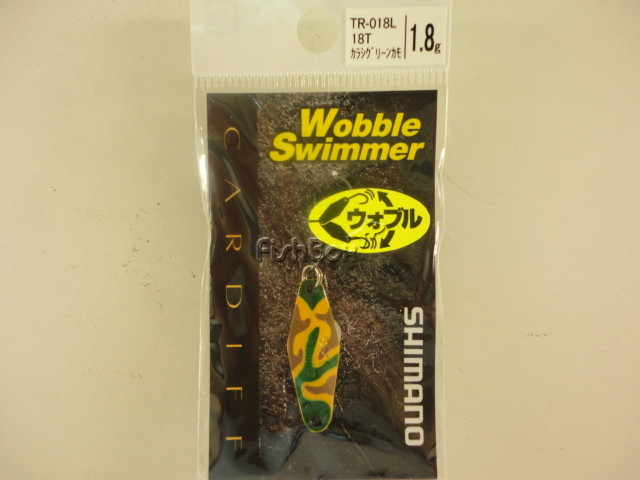 TR-018L
18T
カラシグリーンカモ
1.8g
Wobble
Swimmer
ウォブル
FishBox
CARDIFF
SHIMANO